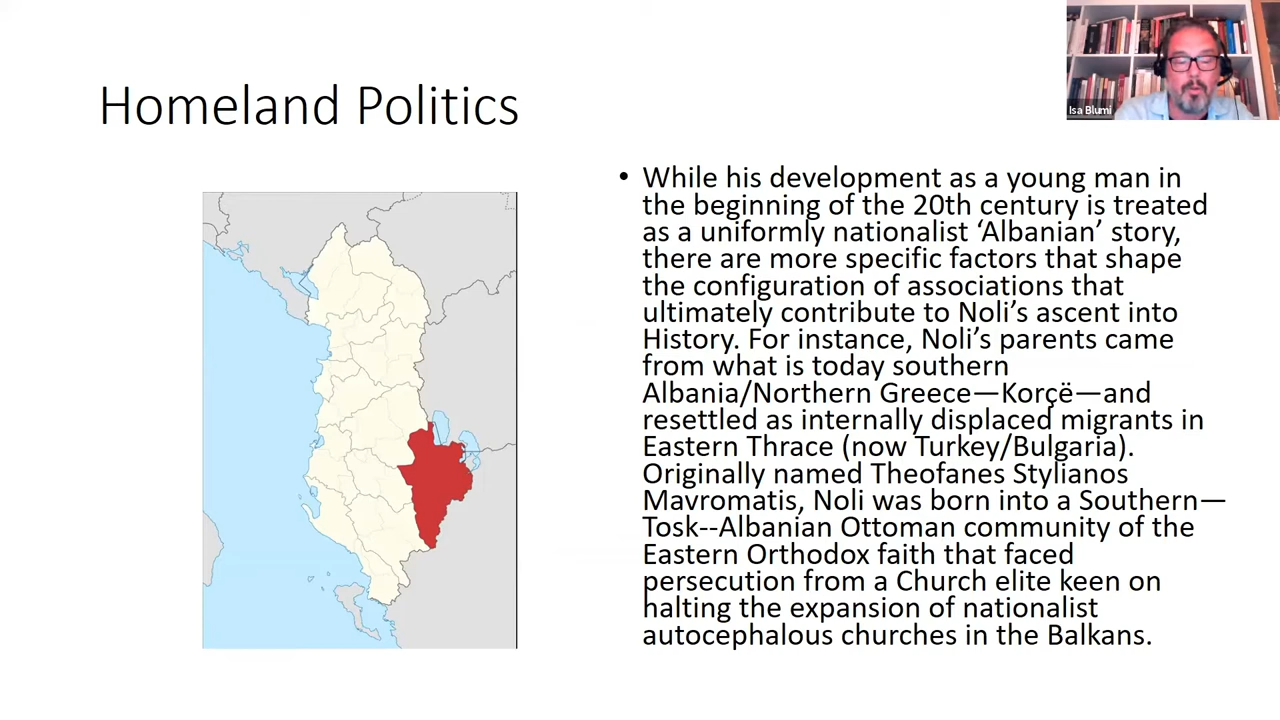 Isa Blumi
Homeland Politics
• While his development as a young man in
the beginning of the 20th century is treated
as a uniformly nationalist ‘Albanian’ story,
there are more specific factors that shape
the configuration of associations that
ultimately contribute to Noli’s ascent into
History. For instance, Noli’s parents came
from what is today southern
Albania/Northern Greece—Korçë—and
resettled as internally displaced migrants in
Eastern Thrace (now Turkey/Bulgaria).
Originally named Theofanes Stylianos
Mavromatis, Noli was born into a Southern—
Tosk--Albanian Ottoman community of the
Eastern Orthodox faith that faced
persecution from a Church elite keen on
halting the expansion of nationalist
autocephalous churches in the Balkans.